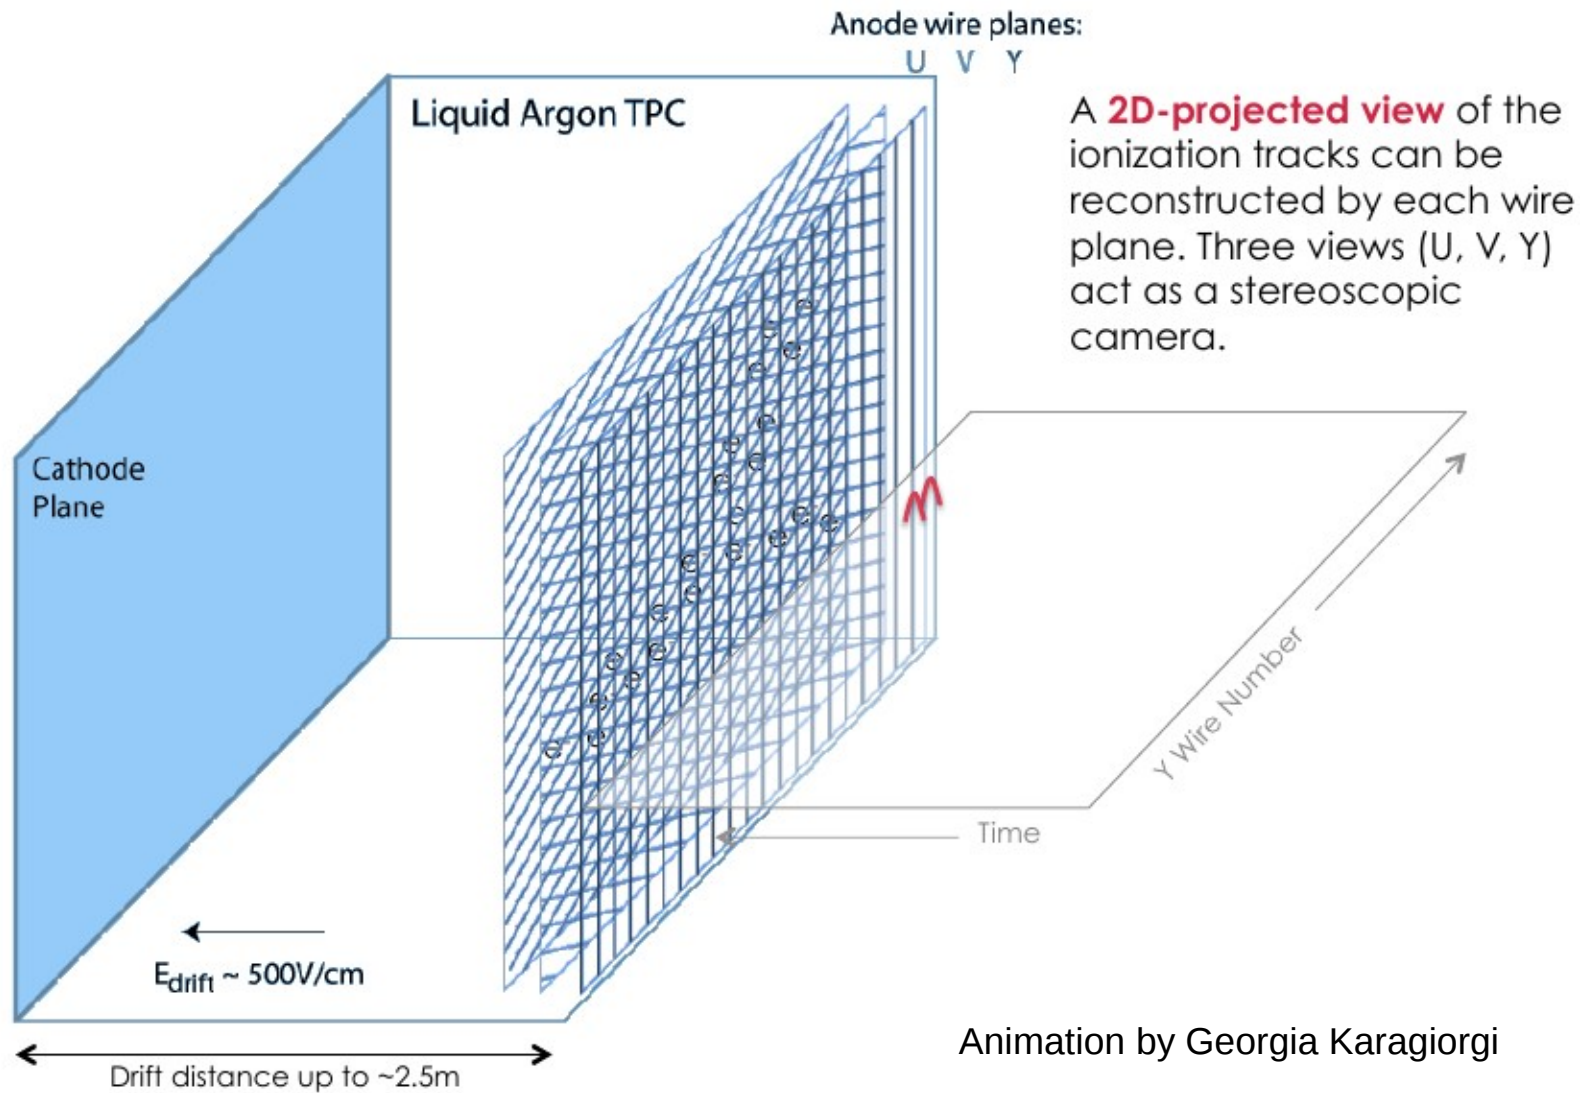 Anode wire planes:
U V Y
Liquid Argon TPC
A 2D-projected view of the
ionization tracks can be
reconstructed by each wire
plane. Three views (U, V, Y)
act as a stereoscopic
camera.
Cathode
Plane
e⁻ e⁻ e⁻ e⁻ e⁻ e⁻ e⁻ e⁻ e⁻ e⁻ e⁻ e⁻ e⁻ e⁻ e⁻ e⁻ e⁻ e⁻ e⁻ e⁻ e⁻ e⁻
Y Wire Number
Time
Edrift ~ 500V/cm
Drift distance up to ~2.5m
Animation by Georgia Karagiorgi